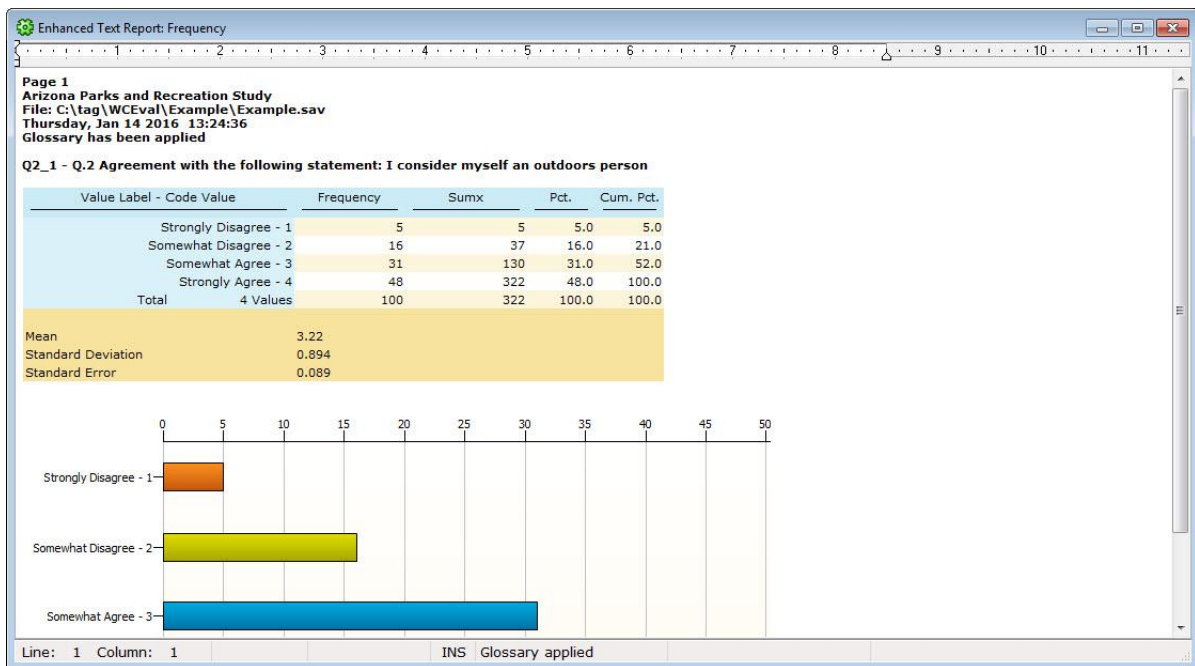 Enhanced Text Report: Frequency
1 2 3 4 5 6 7 8 9 10 11
Page 1
Arizona Parks and Recreation Study
File: C:\tag\WCEval\Example\Example.sav
Thursday, Jan 14 2016 13:24:36
Glossary has been applied
Q2_1 - Q.2 Agreement with the following statement: I consider myself an outdoors person
Value Label - Code Value Frequency Sumx Pct. Cum. Pct.
Strongly Disagree - 1 5 5 5.0 5.0
Somewhat Disagree - 2 16 37 16.0 21.0
Somewhat Agree - 3 31 130 31.0 52.0
Strongly Agree - 4 48 322 48.0 100.0
Total 4 Values 100 322 100.0 100.0
Mean 3.22
Standard Deviation 0.894
Standard Error 0.089
0 5 10 15 20 25 30 35 40 45 50
Strongly Disagree - 1
Somewhat Disagree - 2
Somewhat Agree - 3
Line: 1 Column: 1 INS Glossary applied